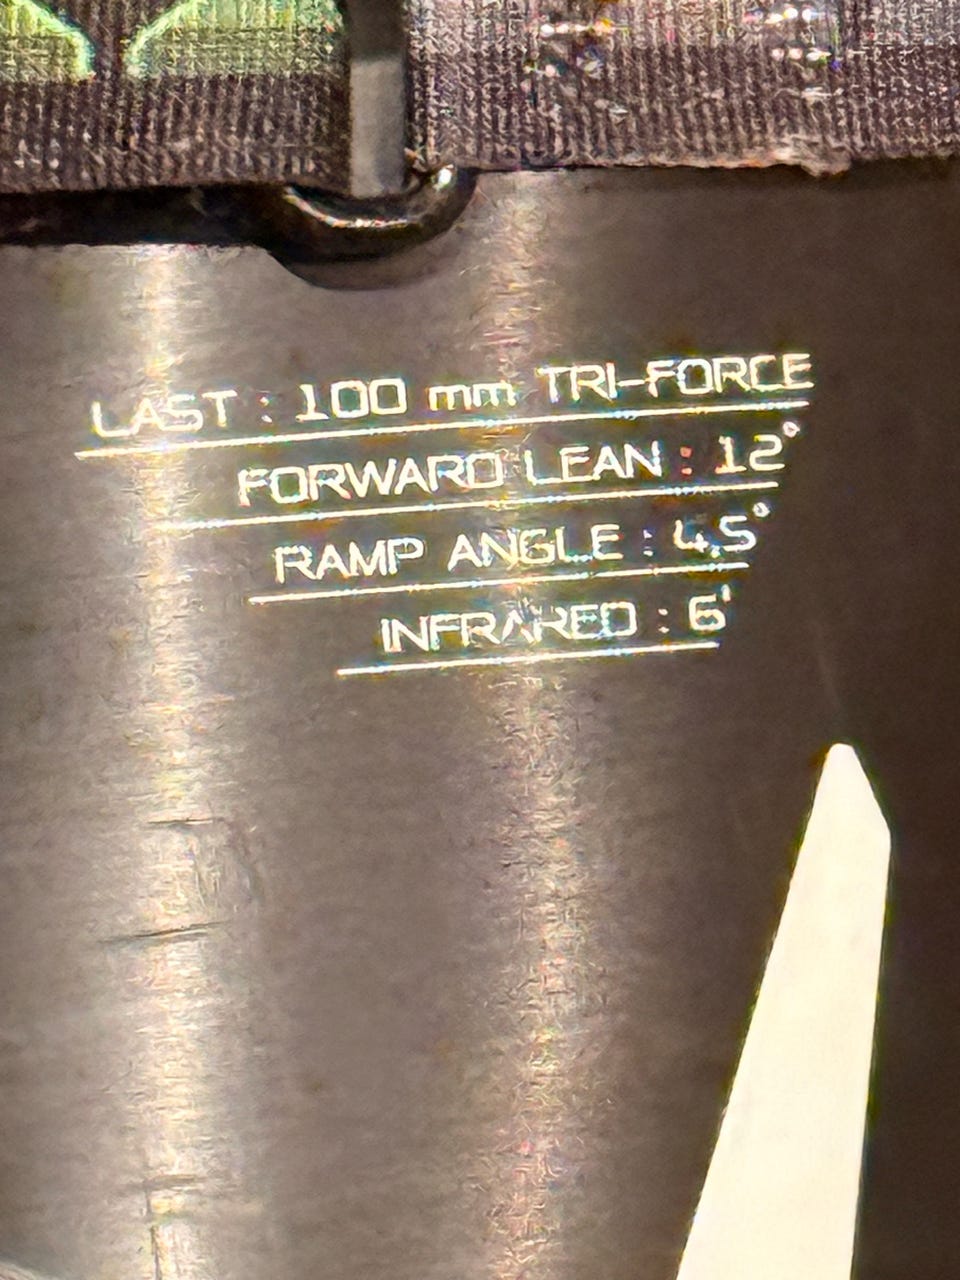 LAST : 100 mm TRI-FORCE
FORWARD LEAN : 12°
RAMP ANGLE : 4.5°
INFRARED : 6'